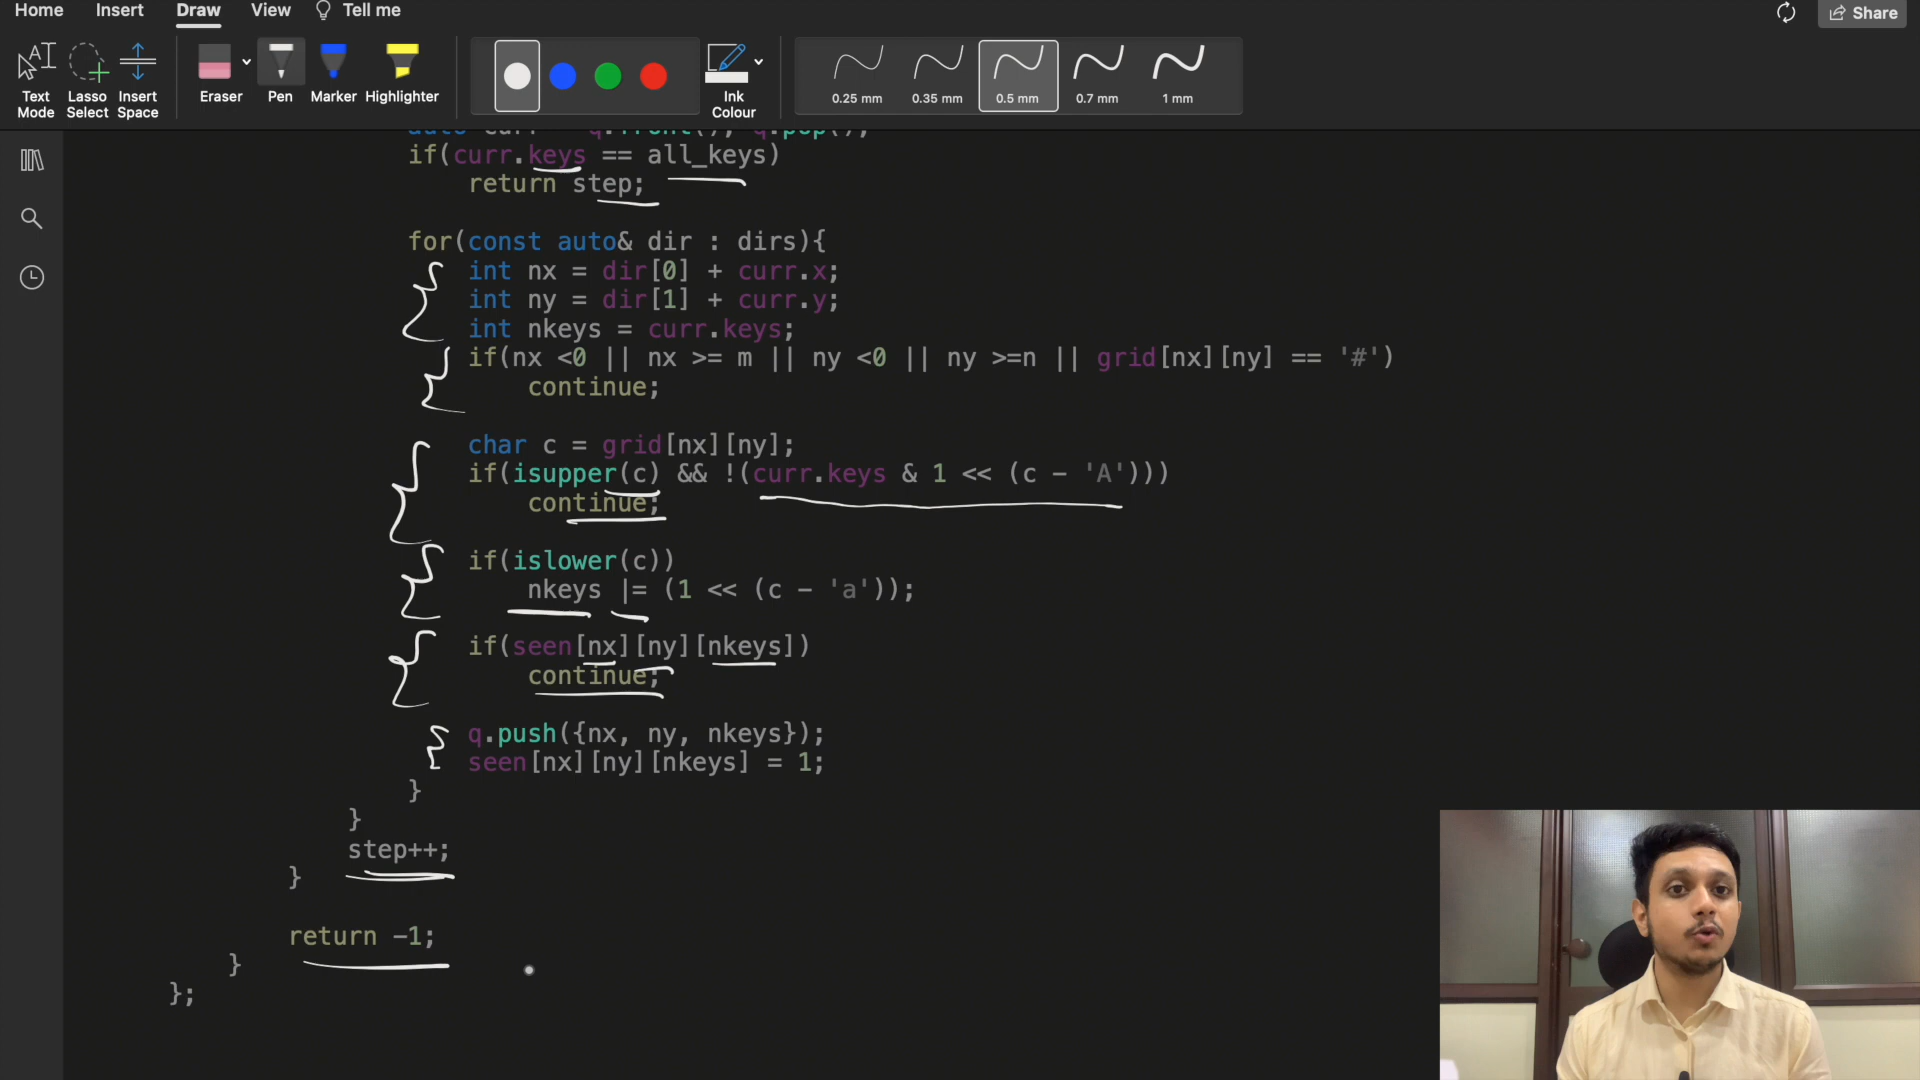 Home Insert Draw View Tell me Share
Text Mode
Lasso Select
Insert Space
Eraser
Pen
Marker
Highlighter
Ink Colour
0.25 mm
0.35 mm
0.5 mm
0.7 mm
1 mm
auto curr = q.front(), q.pop();
if(curr.keys == all_keys)
return step;
for(const auto& dir : dirs){
int nx = dir[0] + curr.x;
int ny = dir[1] + curr.y;
int nkeys = curr.keys;
if(nx <0 || nx >= m || ny <0 || ny >=n || grid[nx][ny] == '#')
continue;
char c = grid[nx][ny];
if(isupper(c) && !(curr.keys & 1 << (c - 'A')))
continue;
if(islower(c))
nkeys |= (1 << (c - 'a'));
if(seen[nx][ny][nkeys])
continue;
q.push({nx, ny, nkeys});
seen[nx][ny][nkeys] = 1;
}
}
step++;
}
return -1;
}
};